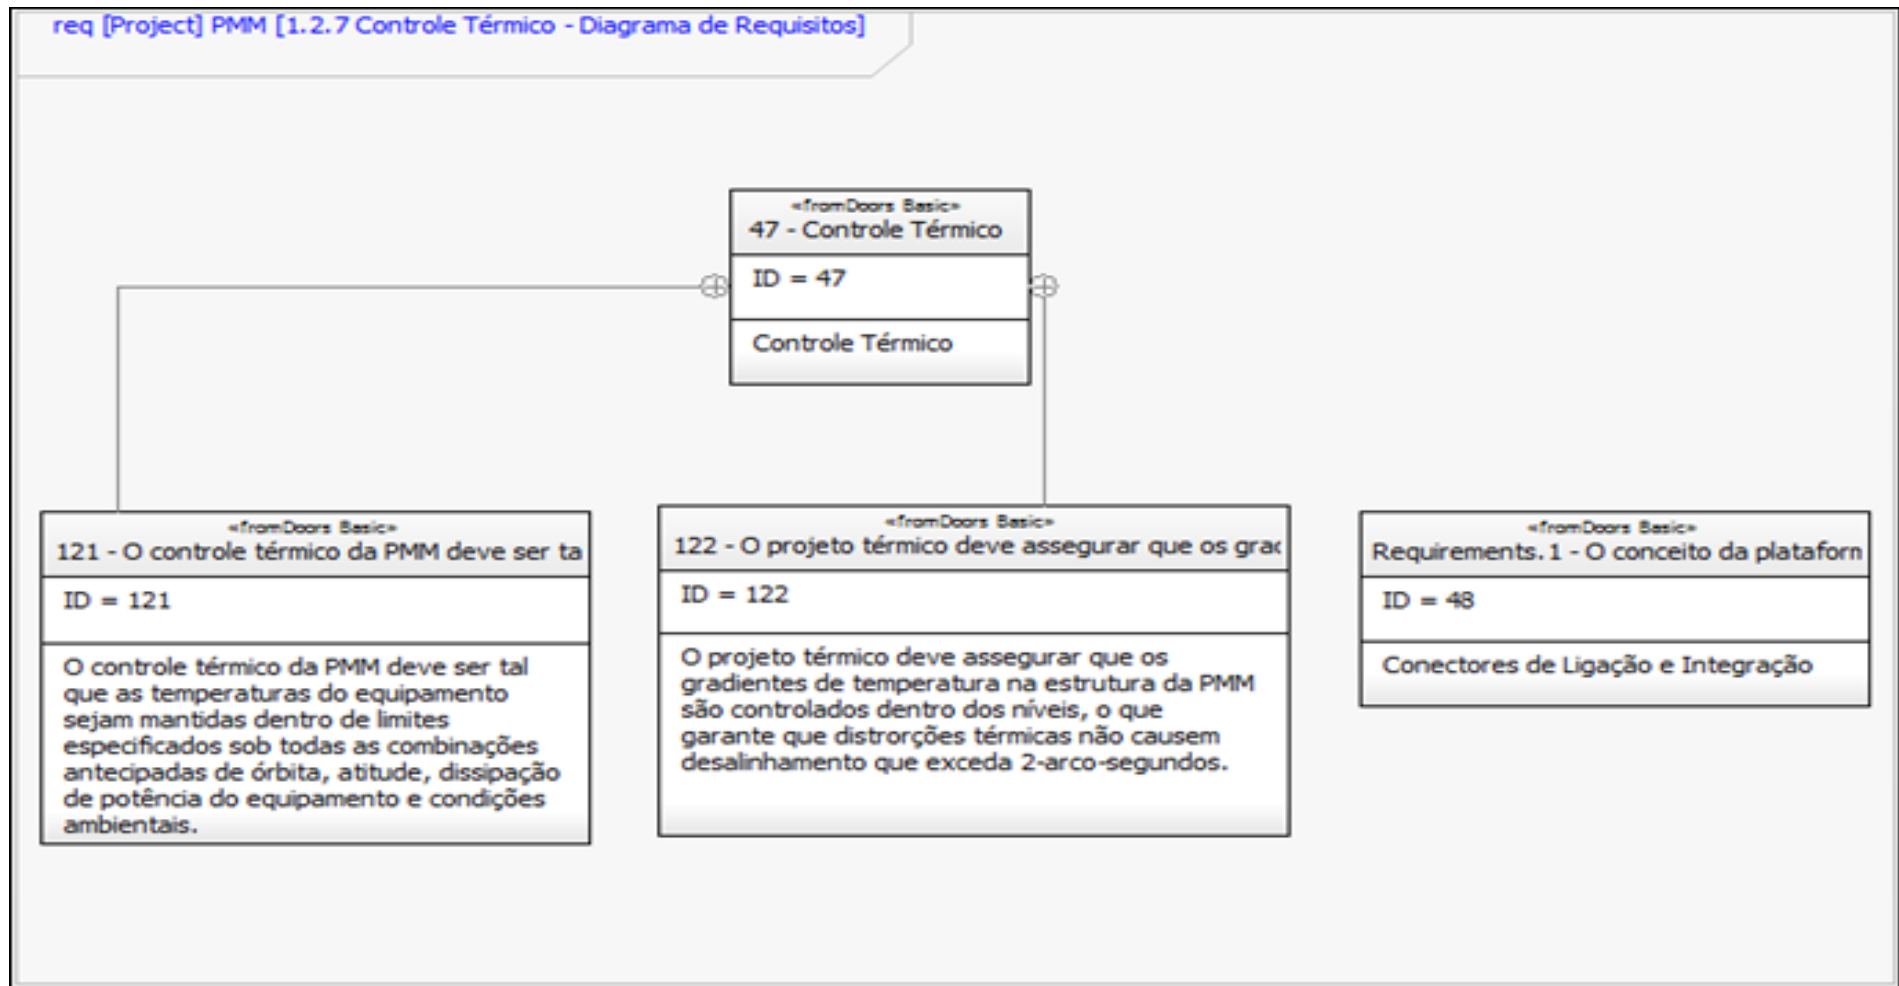 req [Project] PMM [1.2.7 Controle Térmico - Diagrama de Requisitos]
«fromDoors Basic»
47 - Controle Térmico
ID = 47
Controle Térmico
«fromDoors Basic»
121 - O controle térmico da PMM deve ser ta
ID = 121
O controle térmico da PMM deve ser tal
que as temperaturas do equipamento
sejam mantidas dentro de limites
especificados sob todas as combinações
antecipadas de órbita, atitude, dissipação
de potência do equipamento e condições
ambientais.
«fromDoors Basic»
122 - O projeto térmico deve assegurar que os grac
ID = 122
O projeto térmico deve assegurar que os
gradientes de temperatura na estrutura da PMM
são controlados dentro dos níveis, o que
garante que distrorções térmicas não causem
desalinhamento que exceda 2-arco-segundos.
«fromDoors Basic»
Requirements.1 - O conceito da plataform
ID = 48
Conectores de Ligação e Integração